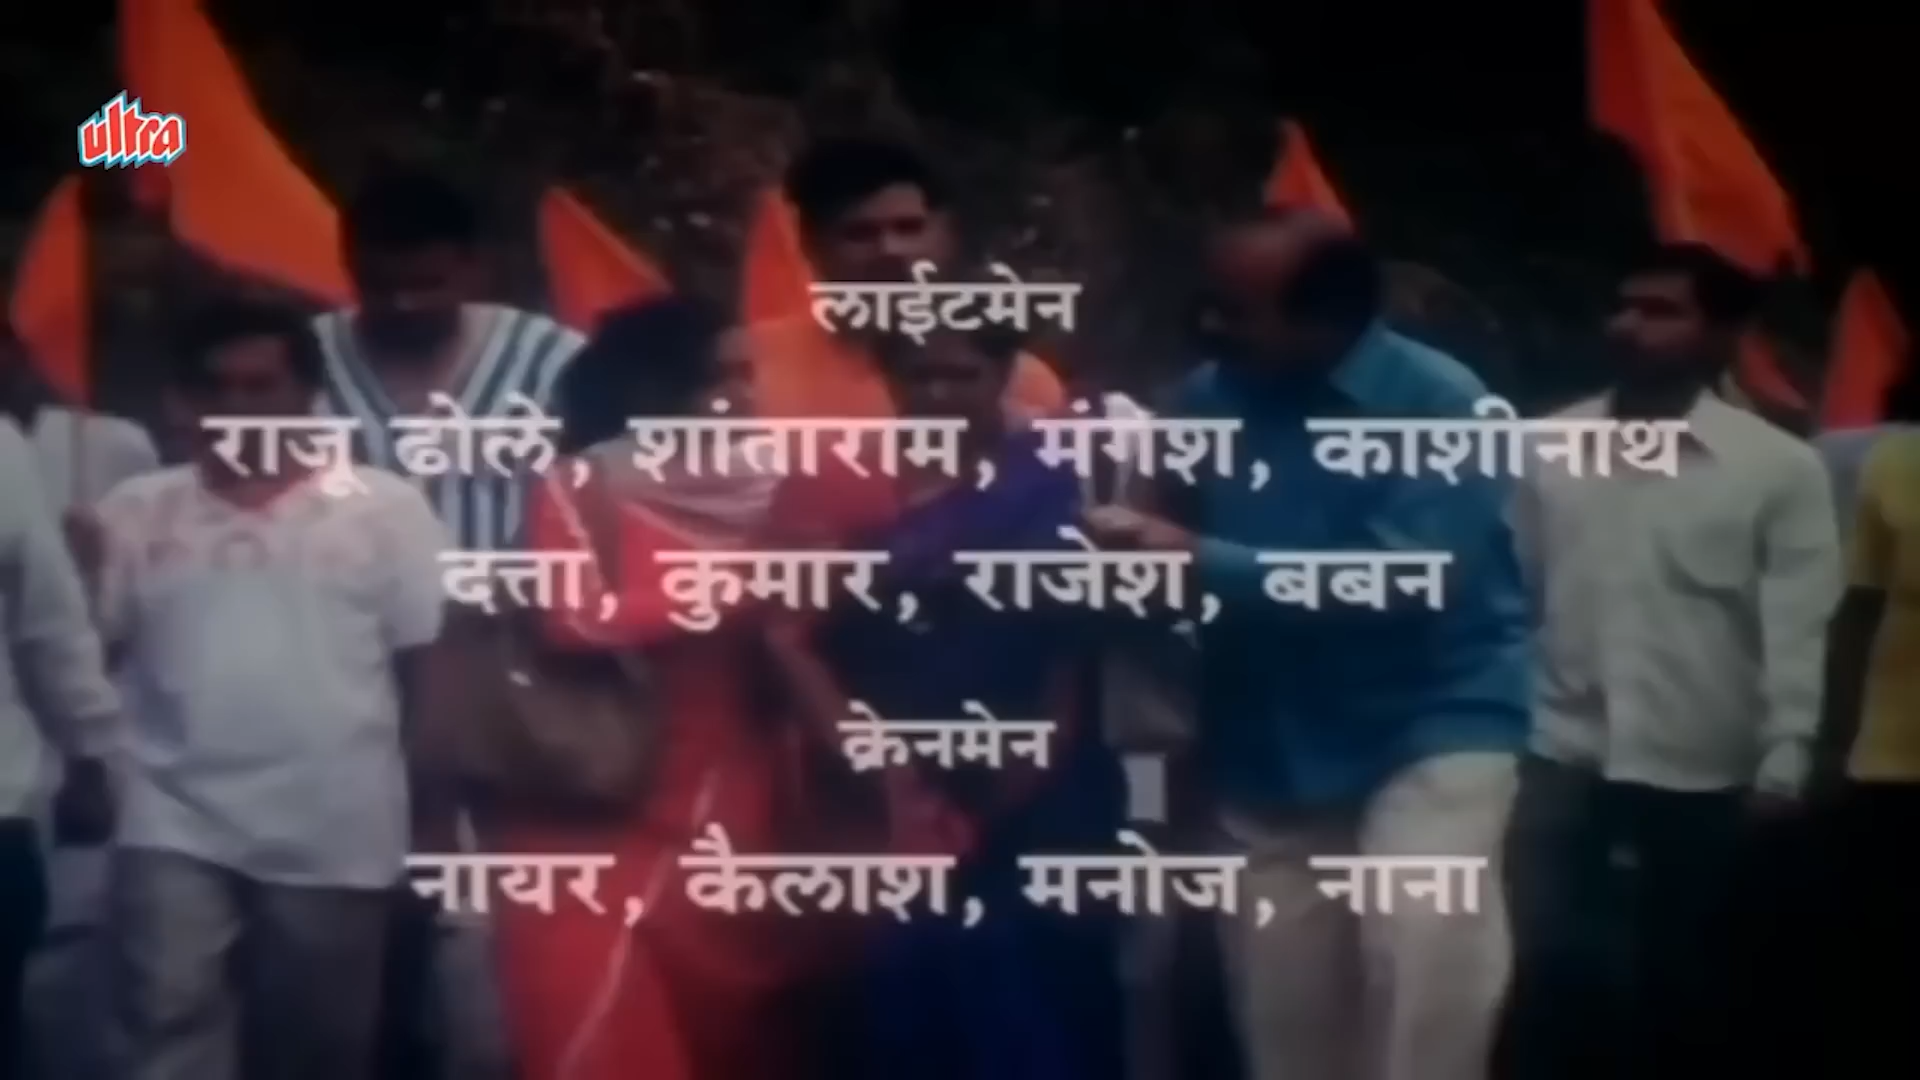 ultra
लाईटमेन
राजू ढोले, शांताराम, मंगेश, काशीनाथ
दत्ता, कुमार, राजेश, बबन
क्रेनमेन
नायर, कैलाश, मनोज, नाना